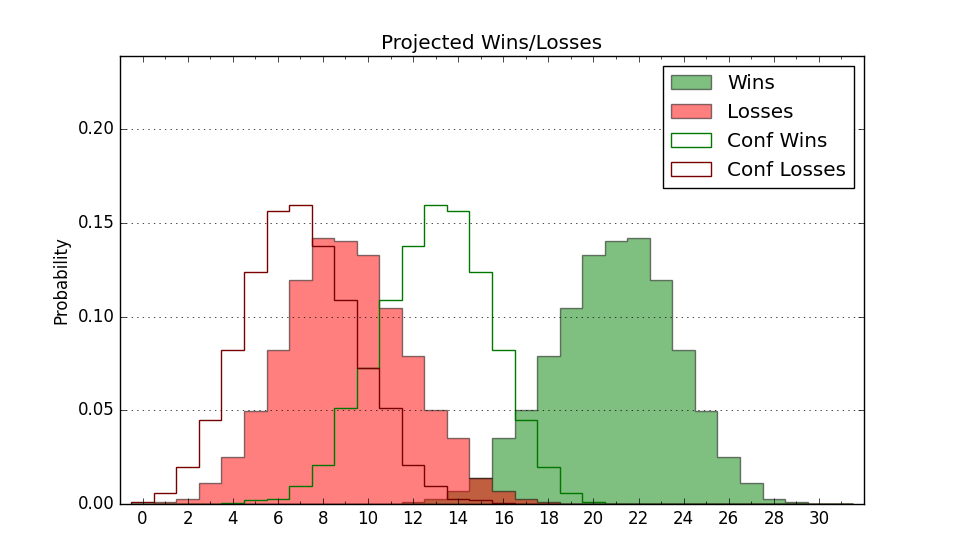 Projected Wins/Losses
Wins
Losses
Conf Wins
Conf Losses
Probability
0.20
0.15
0.10
0.05
0.00
0 2 4 6 8 10 12 14 16 18 20 22 24 26 28 30